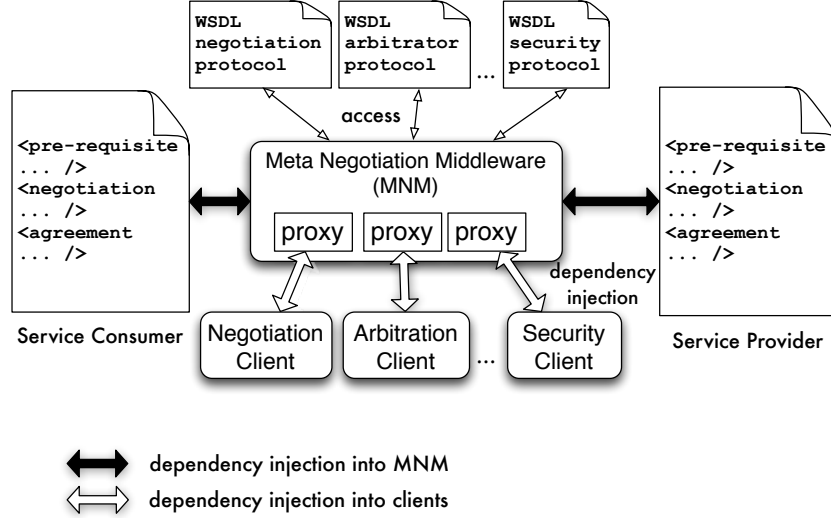 WSDL
negotiation
protocol
WSDL
arbitrator
protocol
...
WSDL
security
protocol
access
<pre-requisite
... />
<negotiation
... />
<agreement
... />
Service Consumer
Meta Negotiation Middleware
(MNM)
proxy
proxy
proxy
<pre-requisite
... />
<negotiation
... />
<agreement
... />
Service Provider
dependency
injection
Negotiation
Client
Arbitration
Client
...
Security
Client
dependency injection into MNM
dependency injection into clients